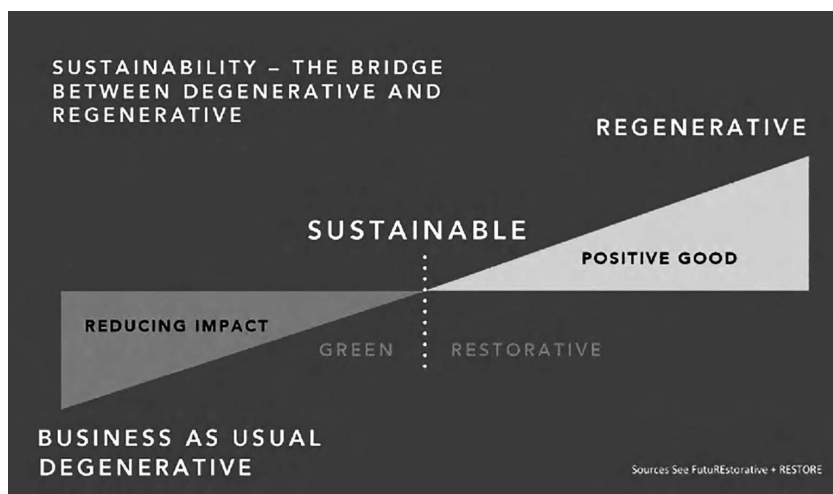 SUSTAINABILITY – THE BRIDGE
BETWEEN DEGENERATIVE AND
REGENERATIVE
REGENERATIVE
SUSTAINABLE
POSITIVE GOOD
REDUCING IMPACT
GREEN
RESTORATIVE
BUSINESS AS USUAL
DEGENERATIVE
Sources See FutuREstorative + RESTORE